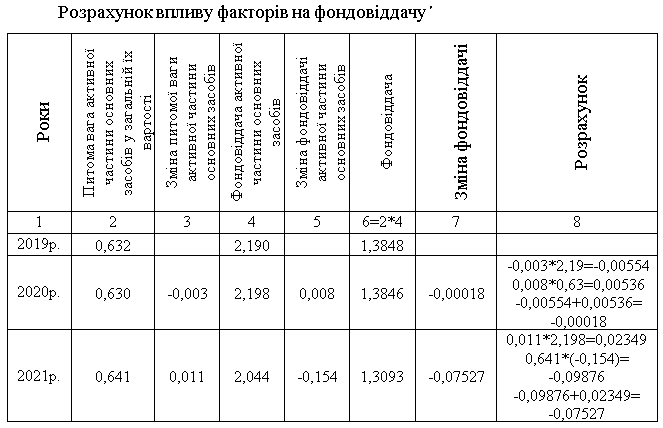 Розрахунок впливу факторів на фондовіддачу ʼ
Роки
Питома вага активної
частини основних
засобів у загальній їх
вартості
Зміна питомої ваги
активної частини
основних засобів
Фондовіддача активної
частини основних
засобів
Зміна фондовіддачі
активної частини
основних засобів
Фондовіддача
Зміна фондовіддачі
Розрахунок
1 2 3 4 5 6=2*4 7 8
2019р. 0,632 2,190 1,3848
2020р. 0,630 -0,003 2,198 0,008 1,3846 -0,00018
-0,003*2,19=-0,00554
0,008*0,63=0,00536
-0,00554+0,00536=
-0,00018
2021р. 0,641 0,011 2,044 -0,154 1,3093 -0,07527
0,011*2,198=0,02349
0,641*(-0,154)=
-0,09876
-0,09876+0,02349=
-0,07527